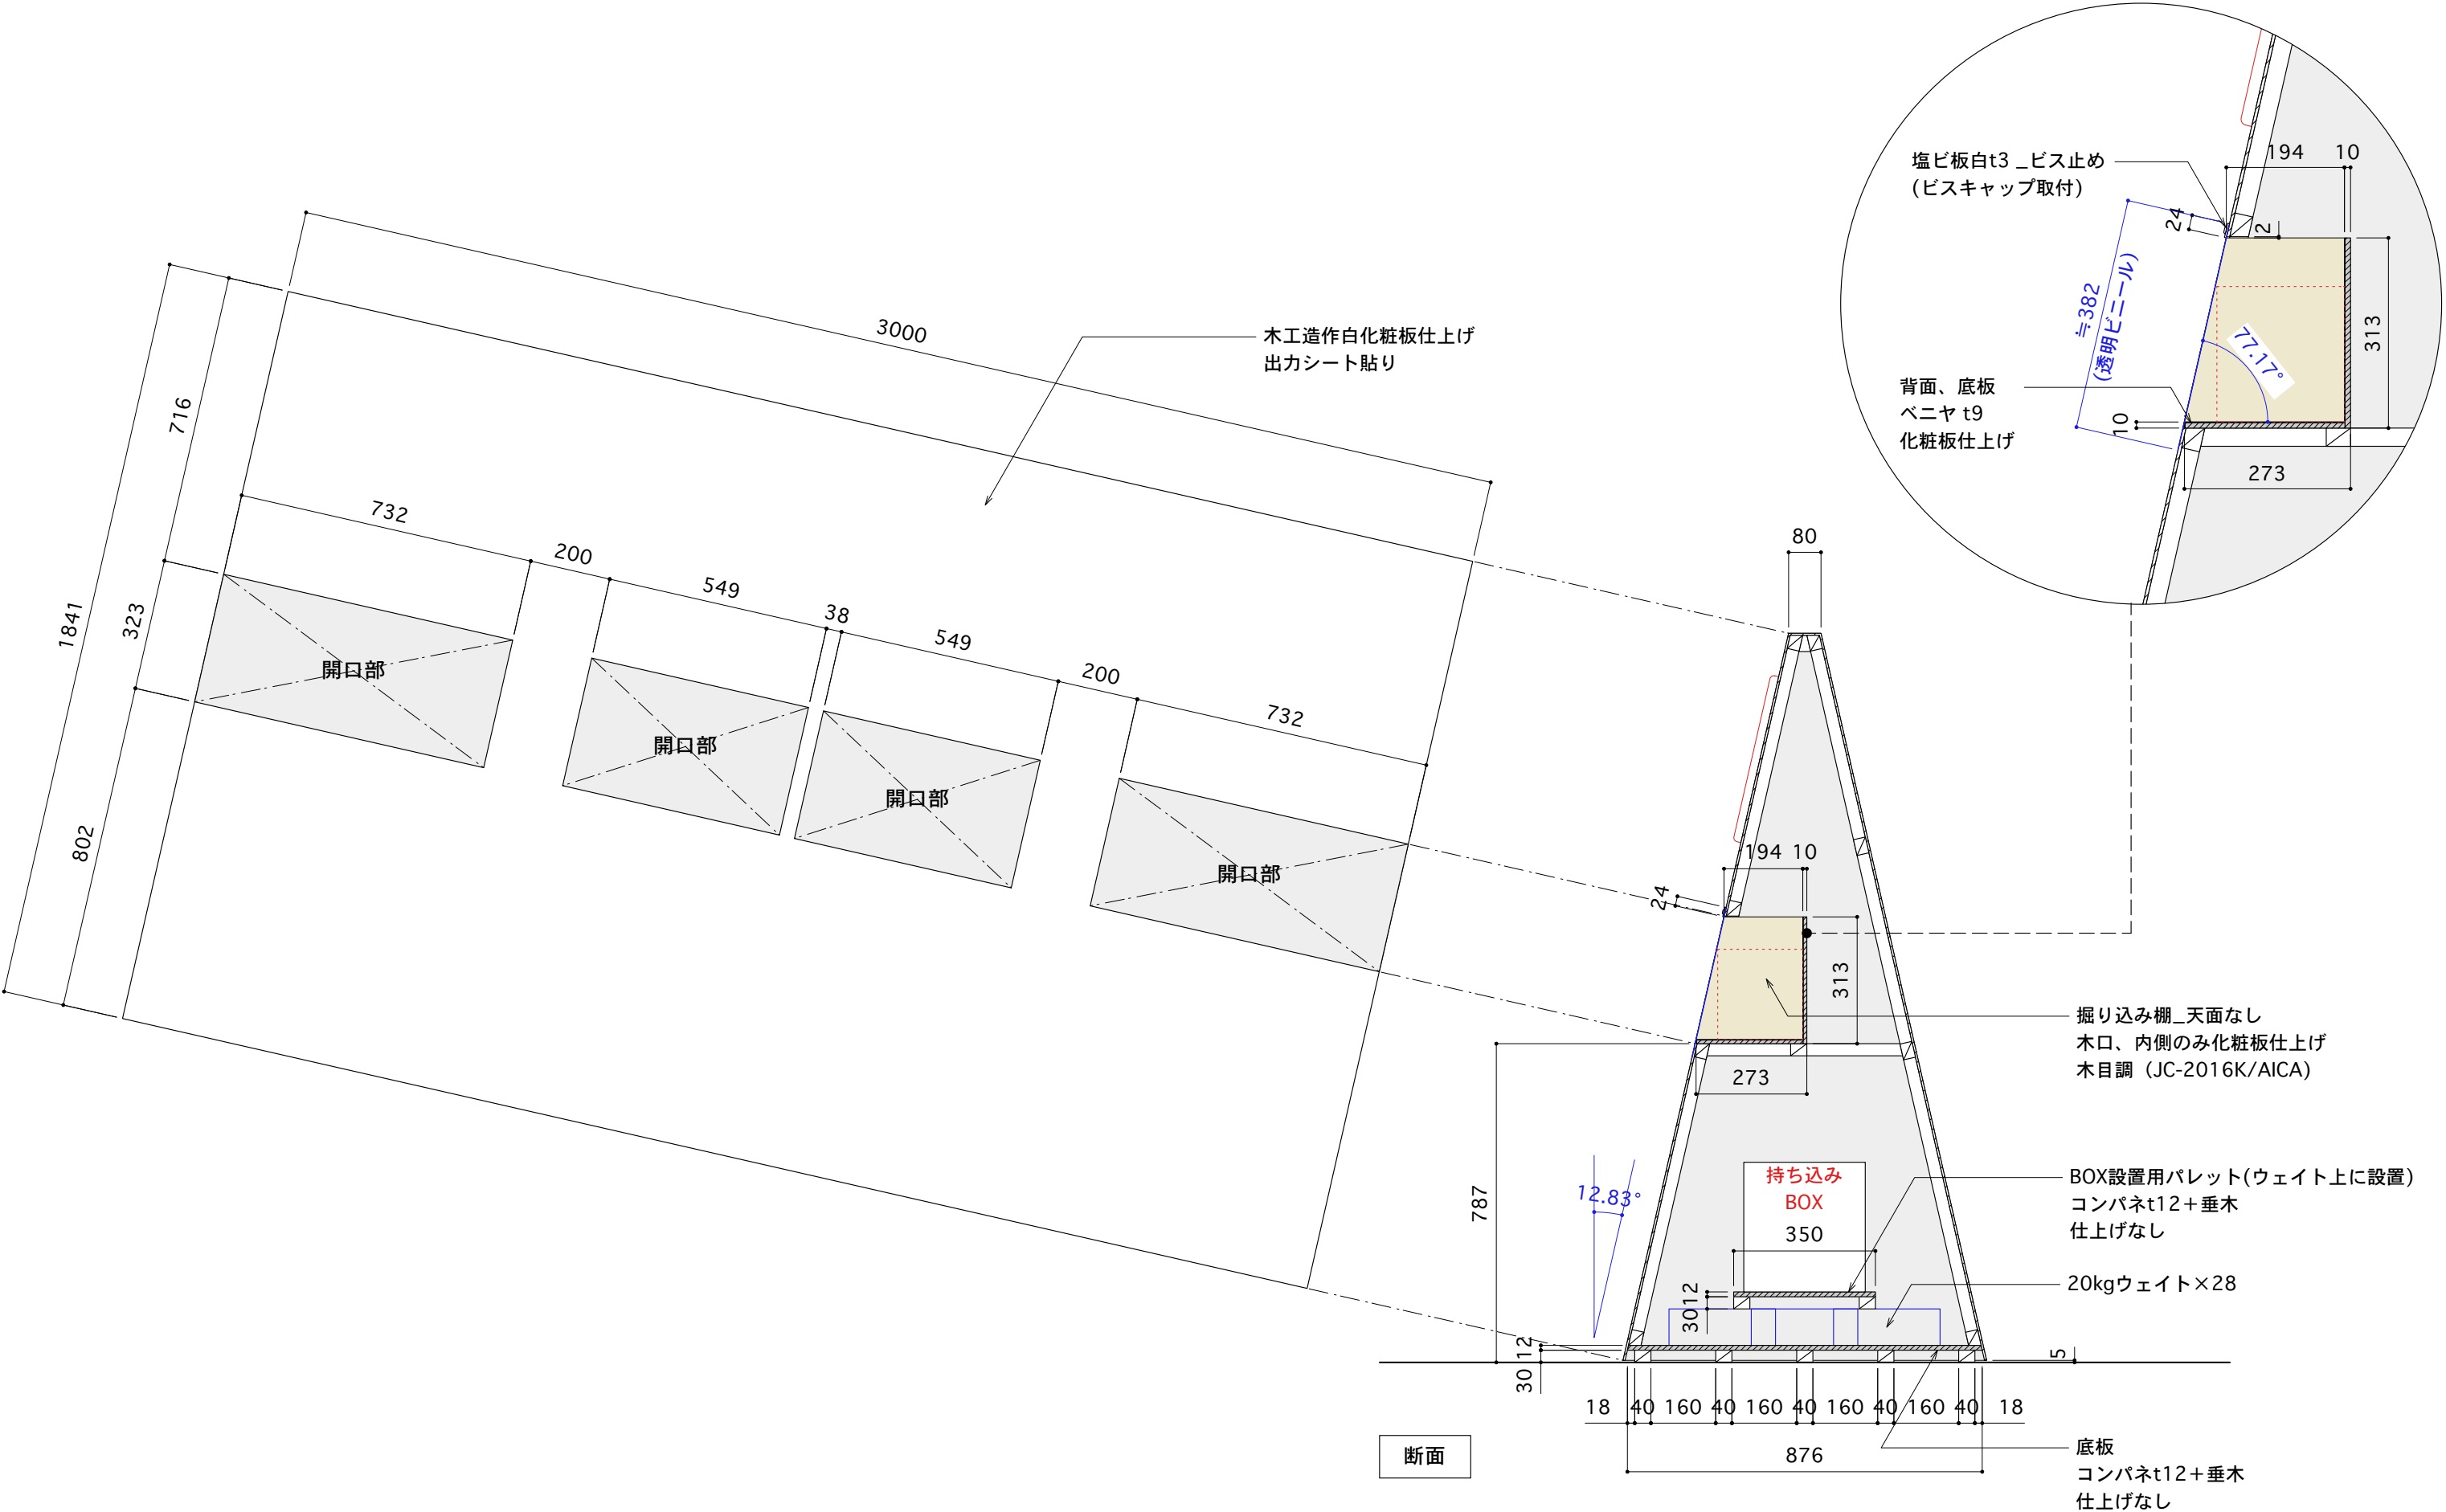 塩ビ板白t3 _ビス止め
(ビスキャップ取付)
194
10
24
2
≒382
(透明ビニール)
77.17°
313
背面、底板
ベニヤ t9
化粧板仕上げ
10
273
3000
木工造作白化粧板仕上げ
出力シート貼り
716
1841
323
802
732
200
549
38
549
200
732
開口部
開口部
開口部
開口部
80
194
10
24
313
273
掘り込み棚_天面なし
木口、内側のみ化粧板仕上げ
木目調（JC-2016K/AICA)
787
12.83°
持ち込み
BOX
350
BOX設置用パレット(ウェイト上に設置)
コンパネt12＋垂木
仕上げなし
12
30
20kgウェイト×28
12
30
5
18
40
160
40
160
40
160
40
160
40
18
876
断面
底板
コンパネt12＋垂木
仕上げなし